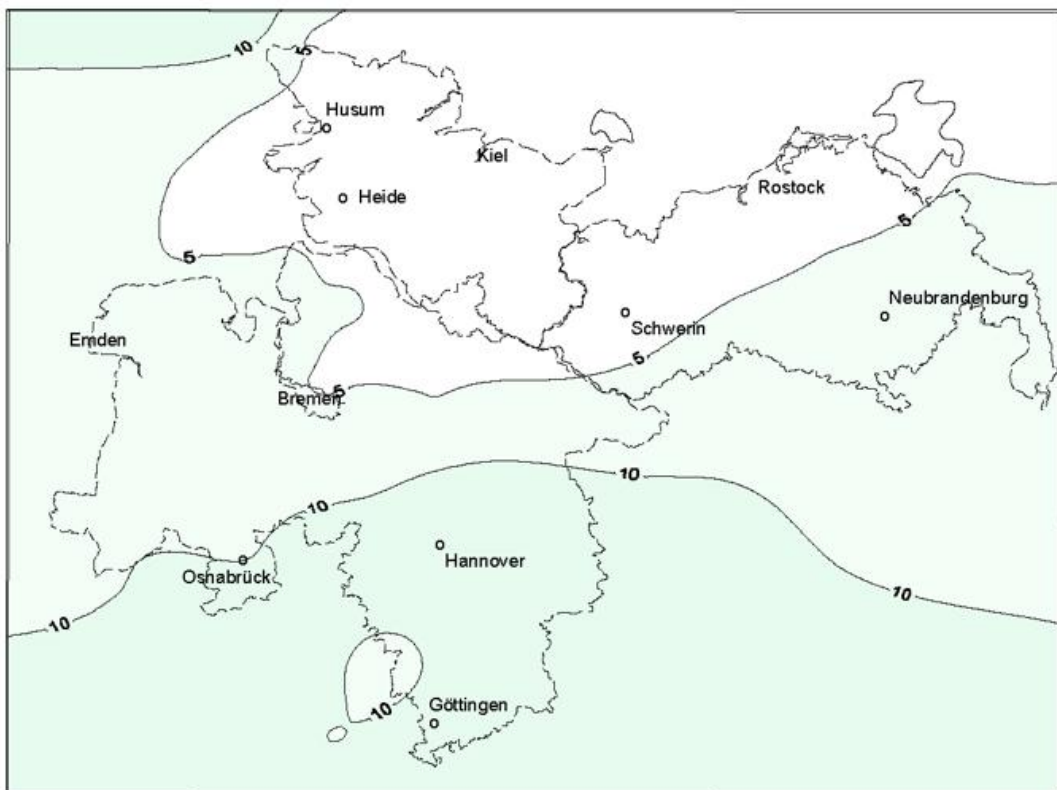 10
5
Husum
Kiel
Heide
Rostock
5
5
Neubrandenburg
Schwerin
Emden
5
5
Bremen
10
10
Hannover
Osnabrück
10
10
Göttingen
10